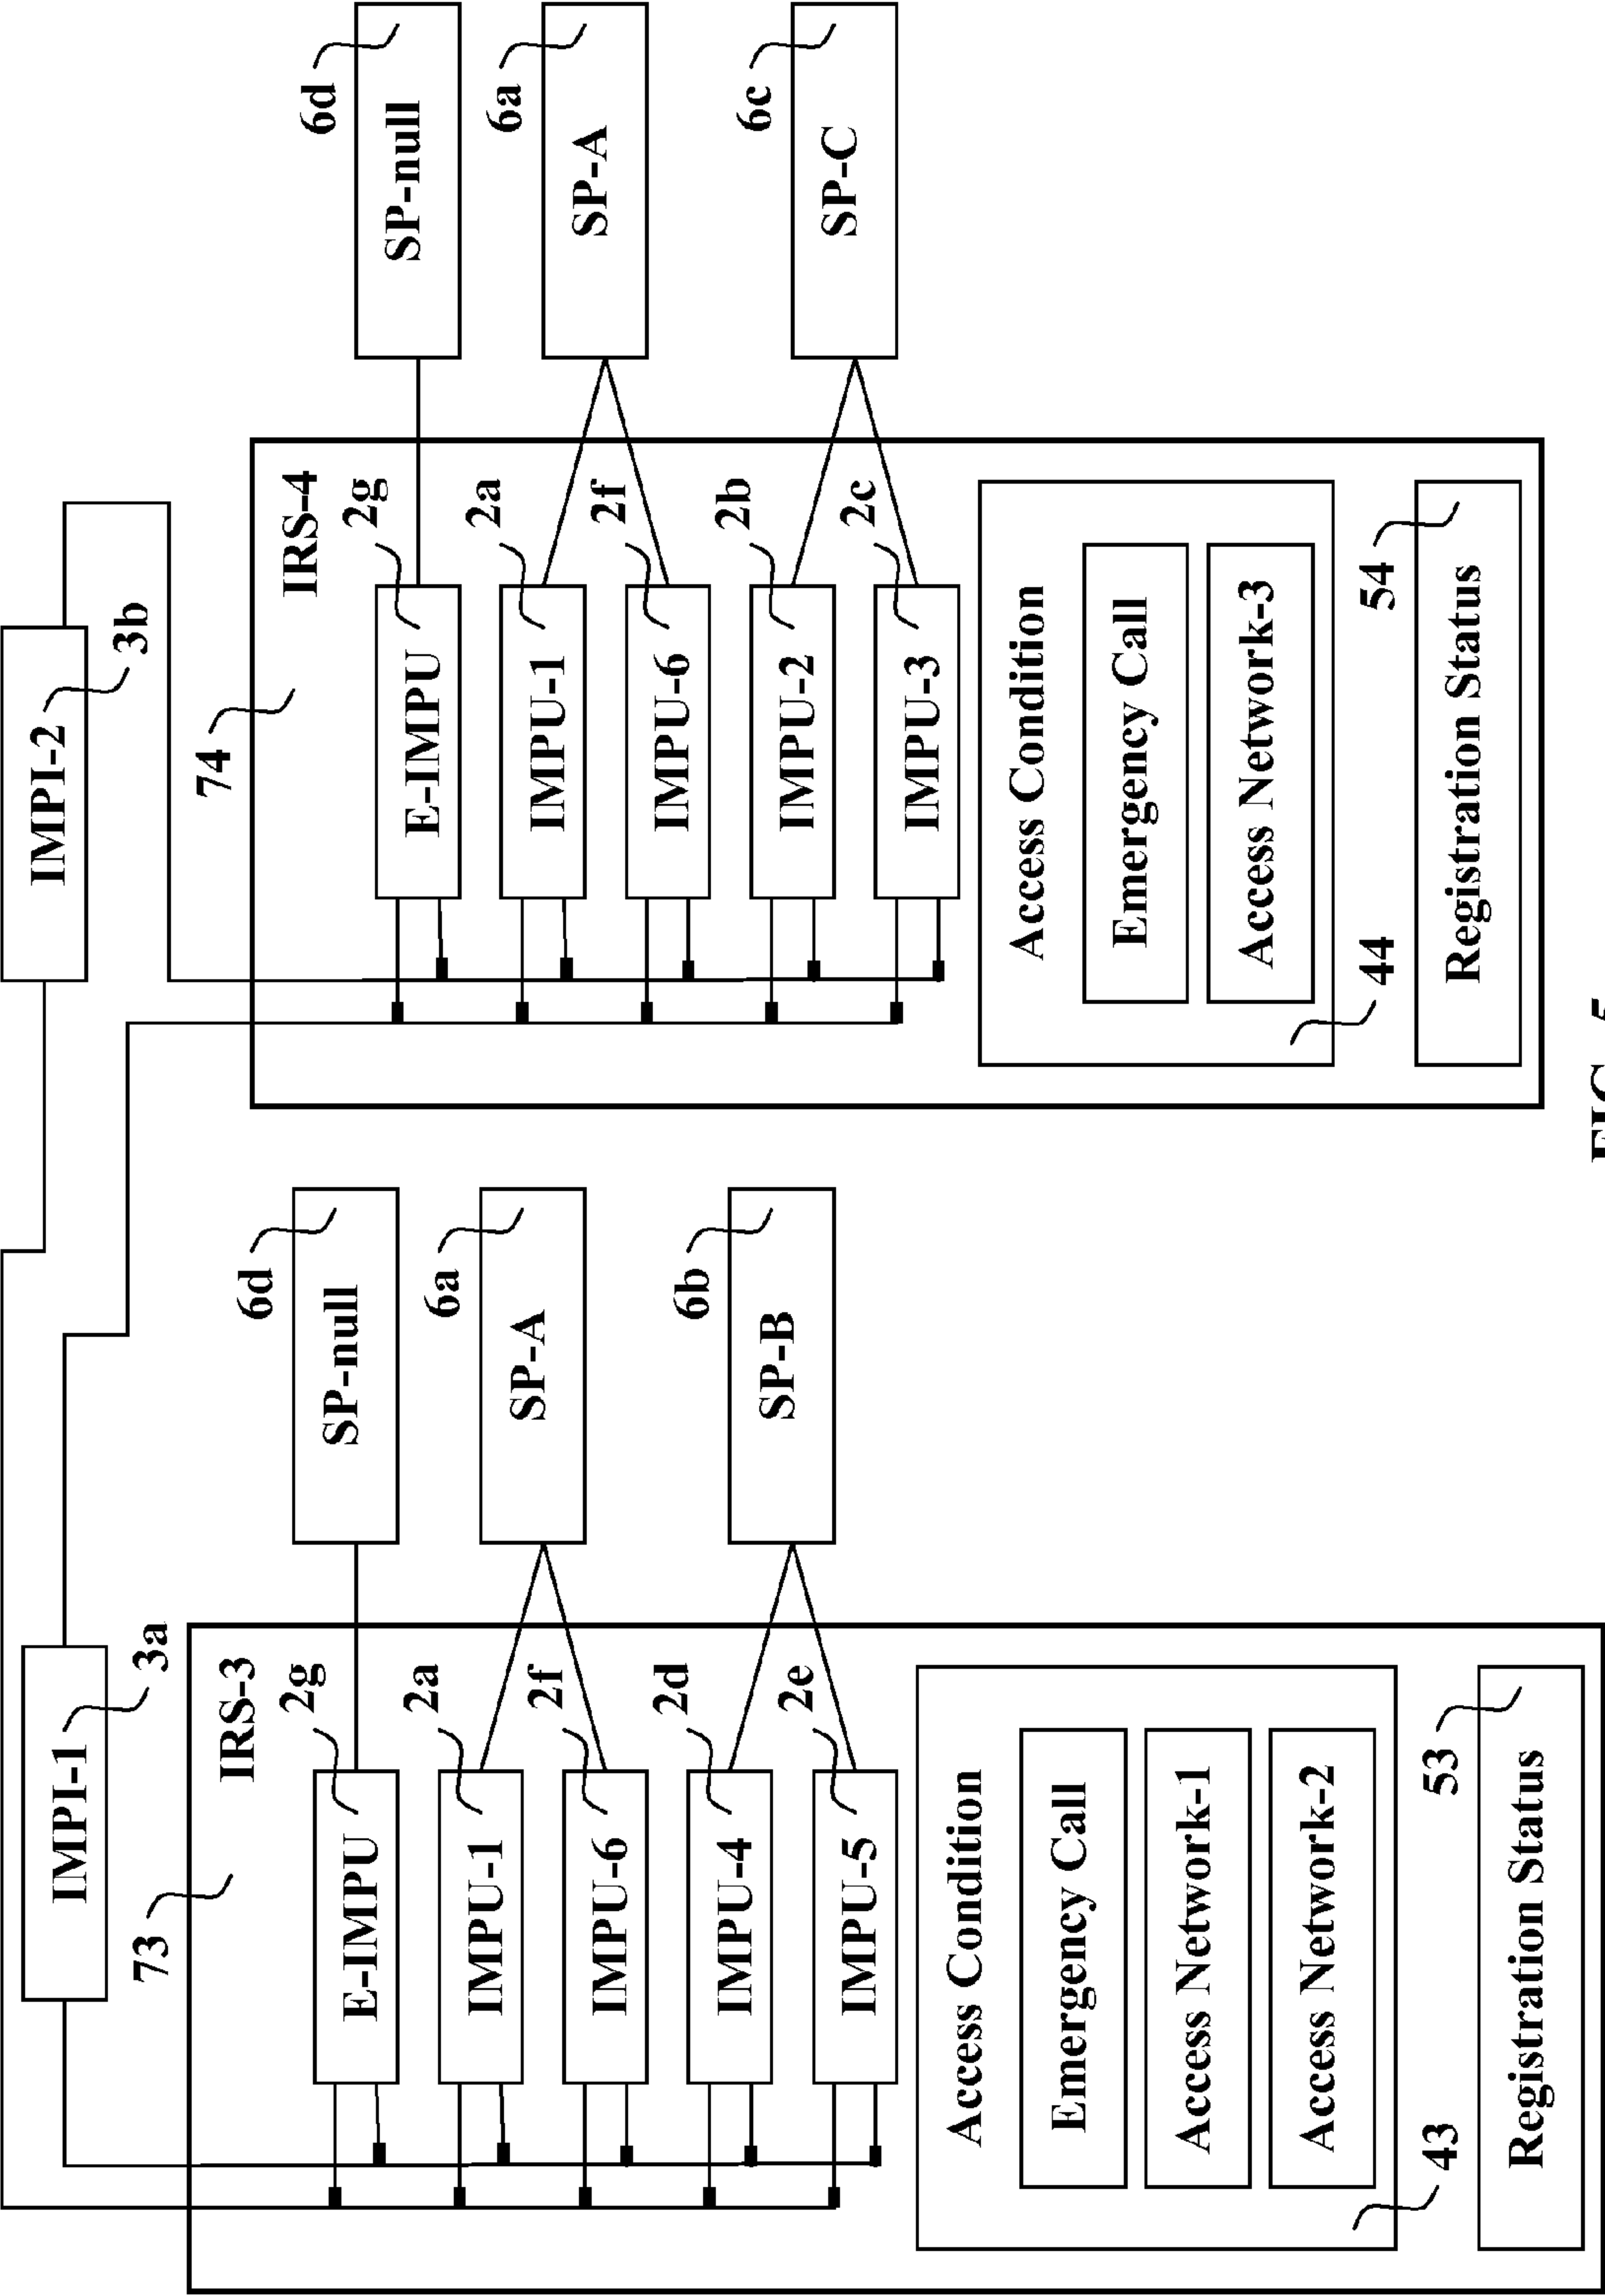 IMPI-1
3a
IMPI-2
3b
73
IRS-3
E-IMPU
2g
SP-null
6d
IMPU-1
2a
SP-A
6a
IMPU-6
2f
IMPU-4
2d
SP-B
6b
IMPU-5
2e
Access Condition
Emergency Call
Access Network-1
Access Network-2
43
Registration Status
53
74
IRS-4
E-IMPU
2g
SP-null
6d
IMPU-1
2a
SP-A
6a
IMPU-6
2f
IMPU-2
2b
SP-C
6c
IMPU-3
2c
Access Condition
Emergency Call
Access Network-3
44
Registration Status
54